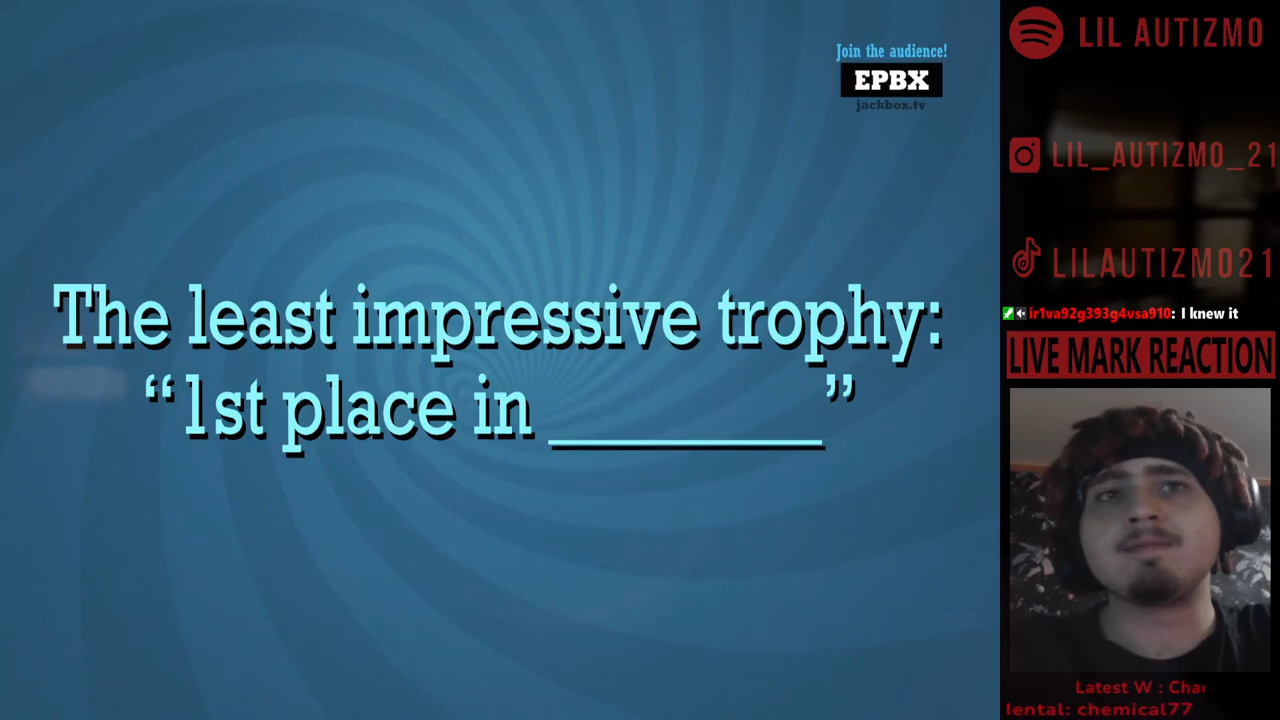 Join the audience!
EPBX
jackbox.tv
The least impressive trophy:
“1st place in ________”
LIL AUTIZMO
LIL_AUTIZMO_21
LILAUTIZMO21
ir1va92g393g4vsa910: I knew it
LIVE MARK REACTION
Latest W : Cha
lental: chemical77